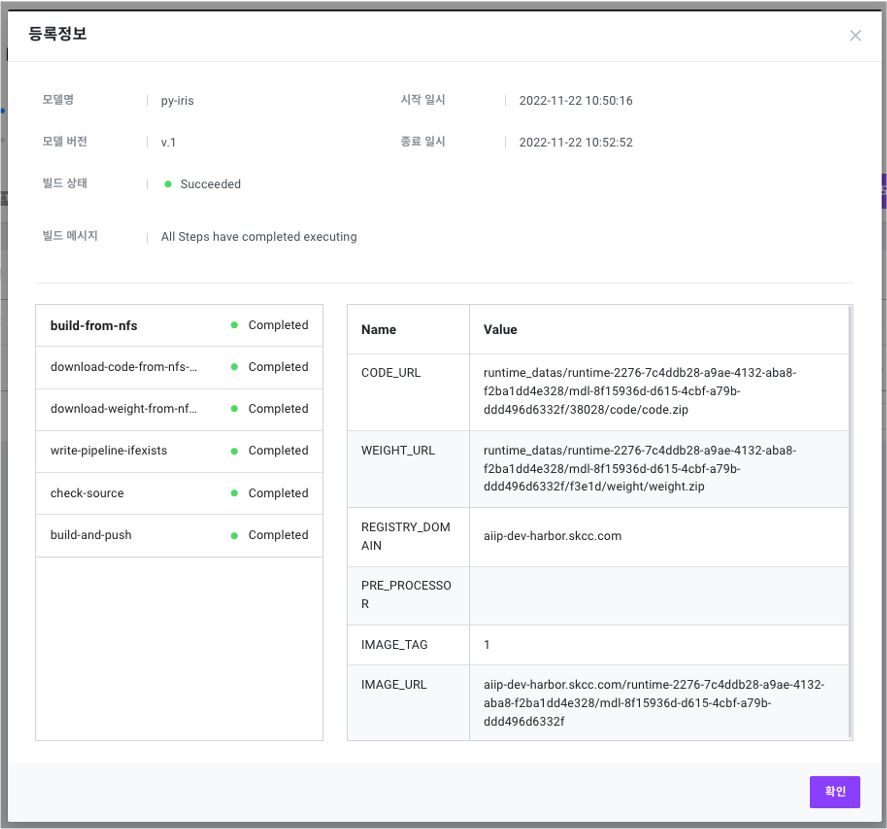 등록정보
모델명 py-iris 시작 일시 2022-11-22 10:50:16
모델 버전 v.1 종료 일시 2022-11-22 10:52:52
빌드 상태 Succeeded
빌드 메시지 All Steps have completed executing
build-from-nfs Completed
download-code-from-nfs-... Completed
download-weight-from-nf... Completed
write-pipeline-ifexists Completed
check-source Completed
build-and-push Completed
Name Value
CODE_URL runtime_datas/runtime-2276-7c4ddb28-a9ae-4132-aba8-
f2ba1dd4e328/mdl-8f15936d-d615-4cbf-a79b-
ddd496d6332f/38028/code/code.zip
WEIGHT_URL runtime_datas/runtime-2276-7c4ddb28-a9ae-4132-aba8-
f2ba1dd4e328/mdl-8f15936d-d615-4cbf-a79b-
ddd496d6332f/f3e1d/weight/weight.zip
REGISTRY_DOM
AIN
aiip-dev-harbor.skcc.com
PRE_PROCESSO
R
IMAGE_TAG 1
IMAGE_URL aiip-dev-harbor.skcc.com/runtime-2276-7c4ddb28-a9ae-4132-
aba8-f2ba1dd4e328/mdl-8f15936d-d615-4cbf-a79b-
ddd496d6332f
확인